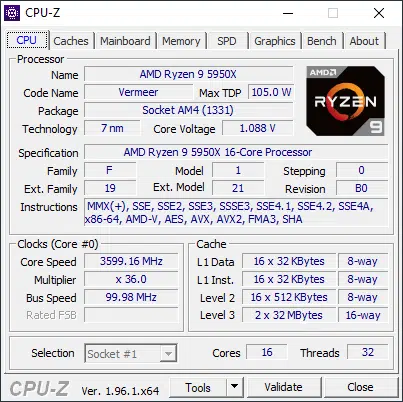 CPU-Z
CPU Caches Mainboard Memory SPD Graphics Bench About
Processor
Name AMD Ryzen 9 5950X
Code Name Vermeer Max TDP 105.0 W
Package Socket AM4 (1331)
Technology 7 nm Core Voltage 1.088 V
AMD
RYZEN
9
Specification AMD Ryzen 9 5950X 16-Core Processor
Family F Model 1 Stepping 0
Ext. Family 19 Ext. Model 21 Revision B0
Instructions MMX(+), SSE, SSE2, SSE3, SSSE3, SSE4.1, SSE4.2, SSE4A,
x86-64, AMD-V, AES, AVX, AVX2, FMA3, SHA
Clocks (Core #0)
Core Speed 3599.16 MHz
Multiplier x 36.0
Bus Speed 99.98 MHz
Rated FSB
Cache
L1 Data 16 x 32 KBytes 8-way
L1 Inst. 16 x 32 KBytes 8-way
Level 2 16 x 512 KBytes 8-way
Level 3 2 x 32 MBytes 16-way
Selection Socket #1 Cores 16 Threads 32
CPU-Z Ver. 1.96.1.x64 Tools Validate Close